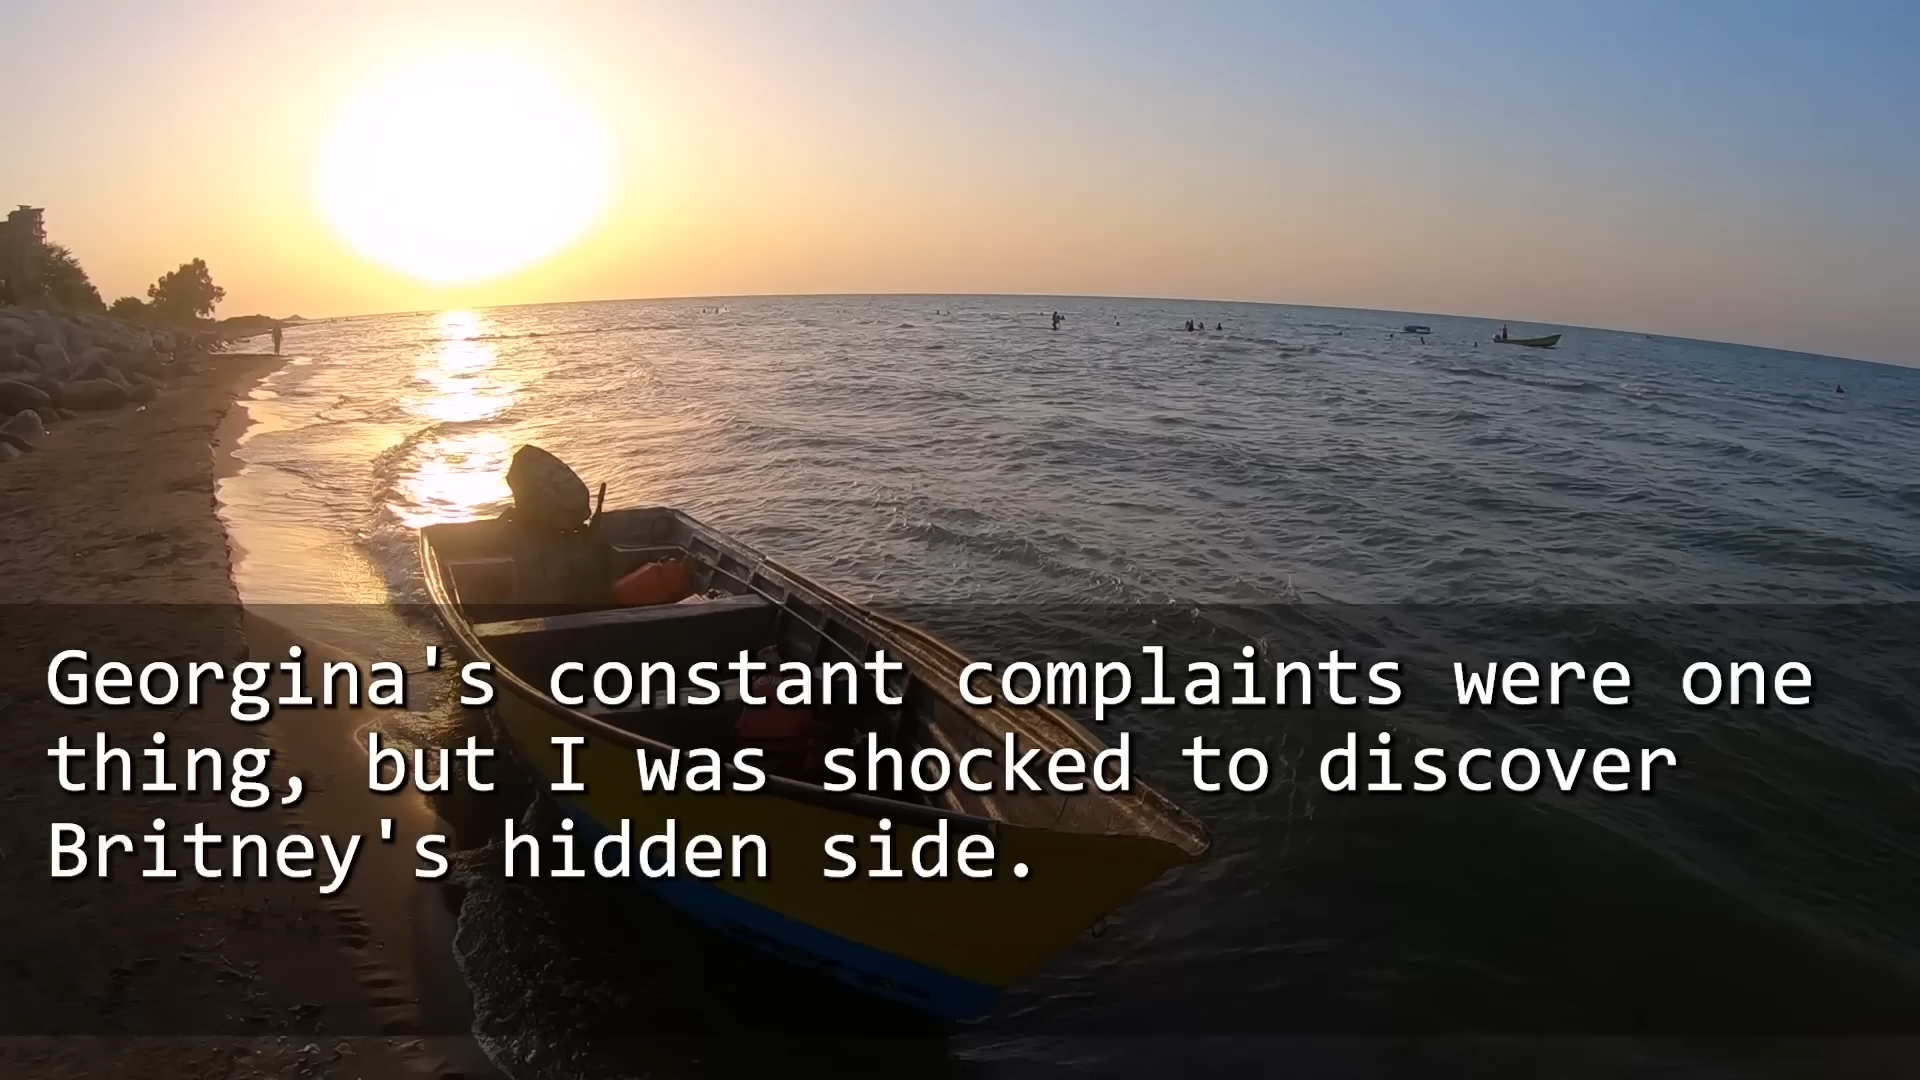 Georgina's constant complaints were one
thing, but I was shocked to discover
Britney's hidden side.